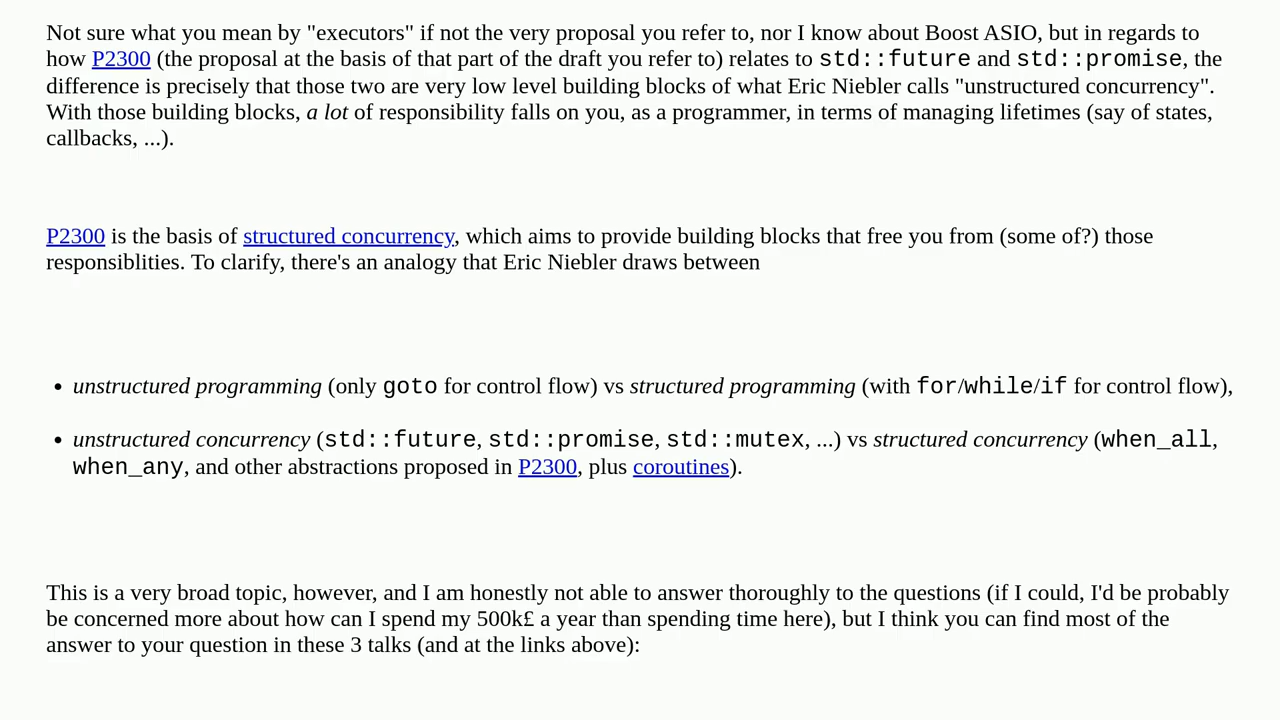 Not sure what you mean by "executors" if not the very proposal you refer to, nor I know about Boost ASIO, but in regards to
how P2300 (the proposal at the basis of that part of the draft you refer to) relates to std::future and std::promise, the
difference is precisely that those two are very low level building blocks of what Eric Niebler calls "unstructured concurrency".
With those building blocks, a lot of responsibility falls on you, as a programmer, in terms of managing lifetimes (say of states,
callbacks, ...).
P2300 is the basis of structured concurrency, which aims to provide building blocks that free you from (some of?) those
responsiblities. To clarify, there's an analogy that Eric Niebler draws between
• unstructured programming (only goto for control flow) vs structured programming (with for/while/if for control flow),
• unstructured concurrency (std::future, std::promise, std::mutex, ...) vs structured concurrency (when_all,
when_any, and other abstractions proposed in P2300, plus coroutines).
This is a very broad topic, however, and I am honestly not able to answer thoroughly to the questions (if I could, I'd be probably
be concerned more about how can I spend my 500k£ a year than spending time here), but I think you can find most of the
answer to your question in these 3 talks (and at the links above):